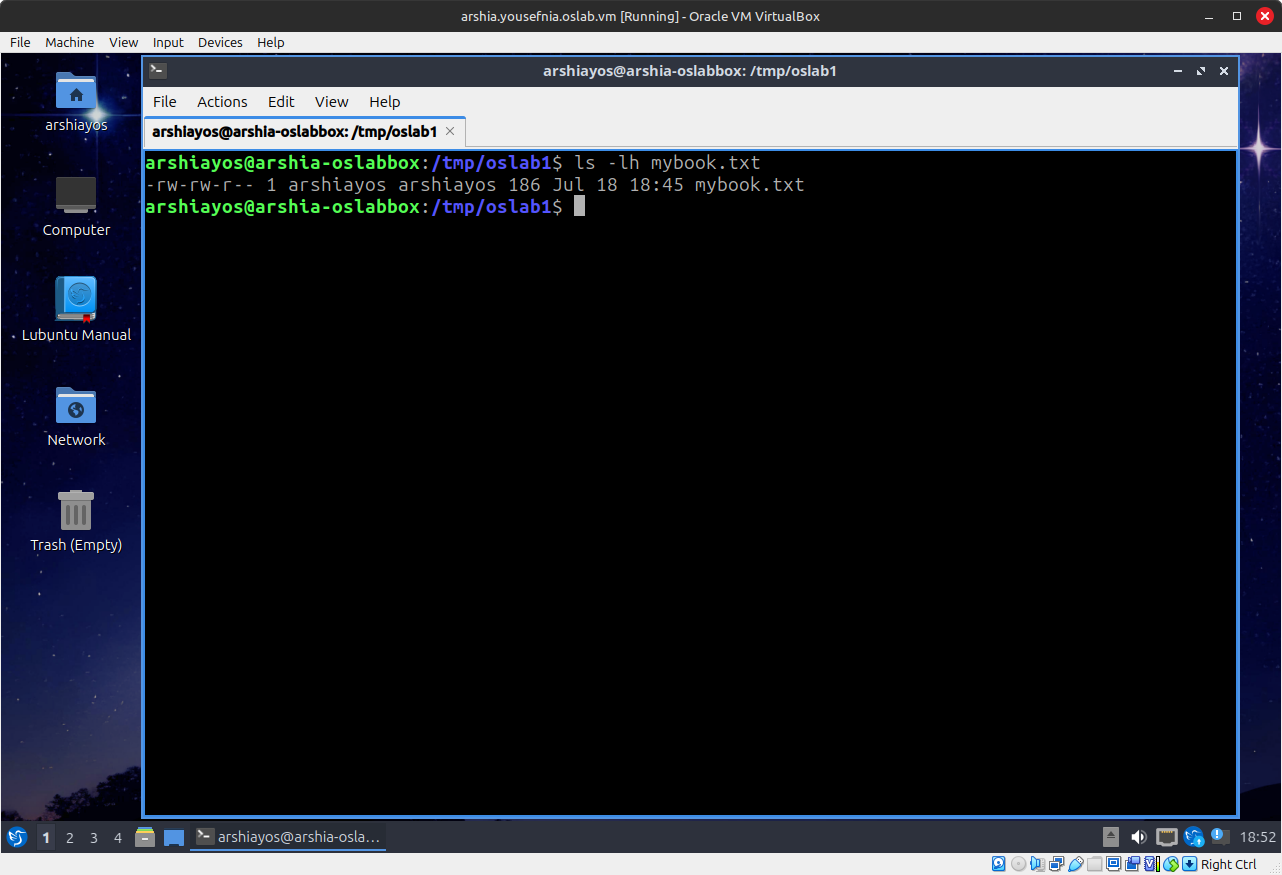 arshia.yousefnia.oslab.vm [Running] - Oracle VM VirtualBox
File Machine View Input Devices Help
arshiayos@arshia-oslabbox: /tmp/oslab1
File Actions Edit View Help
arshiayos@arshia-oslabbox: /tmp/oslab1
arshiayos@arshia-oslabbox:/tmp/oslab1$ ls -lh mybook.txt
-rw-rw-r-- 1 arshiayos arshiayos 186 Jul 18 18:45 mybook.txt
arshiayos@arshia-oslabbox:/tmp/oslab1$
arshiayos
Computer
Lubuntu Manual
Network
Trash (Empty)
1 2 3 4 arshiayos@arshia-osla... 18:52
Right Ctrl